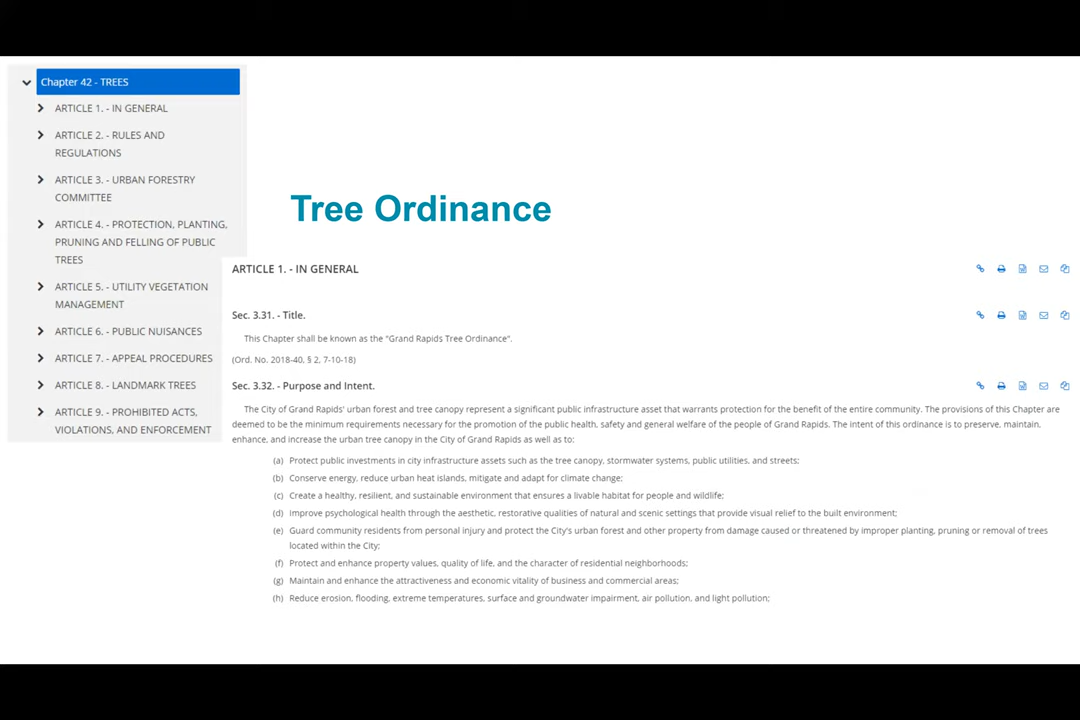 Chapter 42 - TREES
ARTICLE 1. - IN GENERAL
ARTICLE 2. - RULES AND
REGULATIONS
ARTICLE 3. - URBAN FORESTRY
COMMITTEE
ARTICLE 4. - PROTECTION, PLANTING,
PRUNING AND FELLING OF PUBLIC
TREES
ARTICLE 5. - UTILITY VEGETATION
MANAGEMENT
ARTICLE 6. - PUBLIC NUISANCES
ARTICLE 7. - APPEAL PROCEDURES
ARTICLE 8. - LANDMARK TREES
ARTICLE 9. - PROHIBITED ACTS,
VIOLATIONS, AND ENFORCEMENT
Tree Ordinance
ARTICLE 1. - IN GENERAL
Sec. 3.31. - Title.
This Chapter shall be known as the "Grand Rapids Tree Ordinance".
(Ord. No. 2018-40, § 2, 7-10-18)
Sec. 3.32. - Purpose and Intent.
The City of Grand Rapids' urban forest and tree canopy represent a significant public infrastructure asset that warrants protection for the benefit of the entire community. The provisions of this Chapter are
deemed to be the minimum requirements necessary for the promotion of the public health, safety and general welfare of the people of Grand Rapids. The intent of this ordinance is to preserve, maintain,
enhance, and increase the urban tree canopy in the City of Grand Rapids as well as to:
(a) Protect public investments in city infrastructure assets such as the tree canopy, stormwater systems, public utilities, and streets;
(b) Conserve energy, reduce urban heat islands, mitigate and adapt for climate change;
(c) Create a healthy, resilient, and sustainable environment that ensures a livable habitat for people and wildlife;
(d) Improve psychological health through the aesthetic, restorative qualities of natural and scenic settings that provide visual relief to the built environment;
(e) Guard community residents from personal injury and protect the City's urban forest and other property from damage caused or threatened by improper planting, pruning or removal of trees
located within the City;
(f) Protect and enhance property values, quality of life, and the character of residential neighborhoods;
(g) Maintain and enhance the attractiveness and economic vitality of business and commercial areas;
(h) Reduce erosion, flooding, extreme temperatures, surface and groundwater impairment, air pollution, and light pollution;